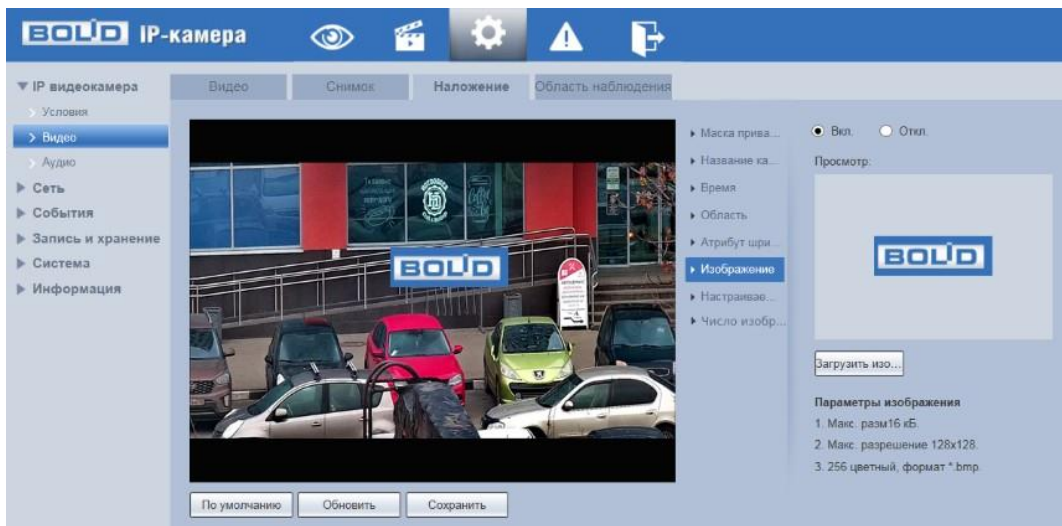 BOLID IP-камера
IP видеокамера
Условия
Видео
Аудио
Сеть
События
Запись и хранение
Система
Информация
Видео
Снимок
Наложение
Область наблюдения
BOLID
По умолчанию
Обновить
Сохранить
Маска прива...
Название ка...
Время
Область
Атрибут шри...
Изображение
Настраивае...
Число изобр...
Вкл.
Откл.
Просмотр:
BOLID
Загрузить изо...
Параметры изображения
1. Макс. разм16 кБ.
2. Макс. разрешение 128x128.
3. 256 цветный, формат *.bmp.